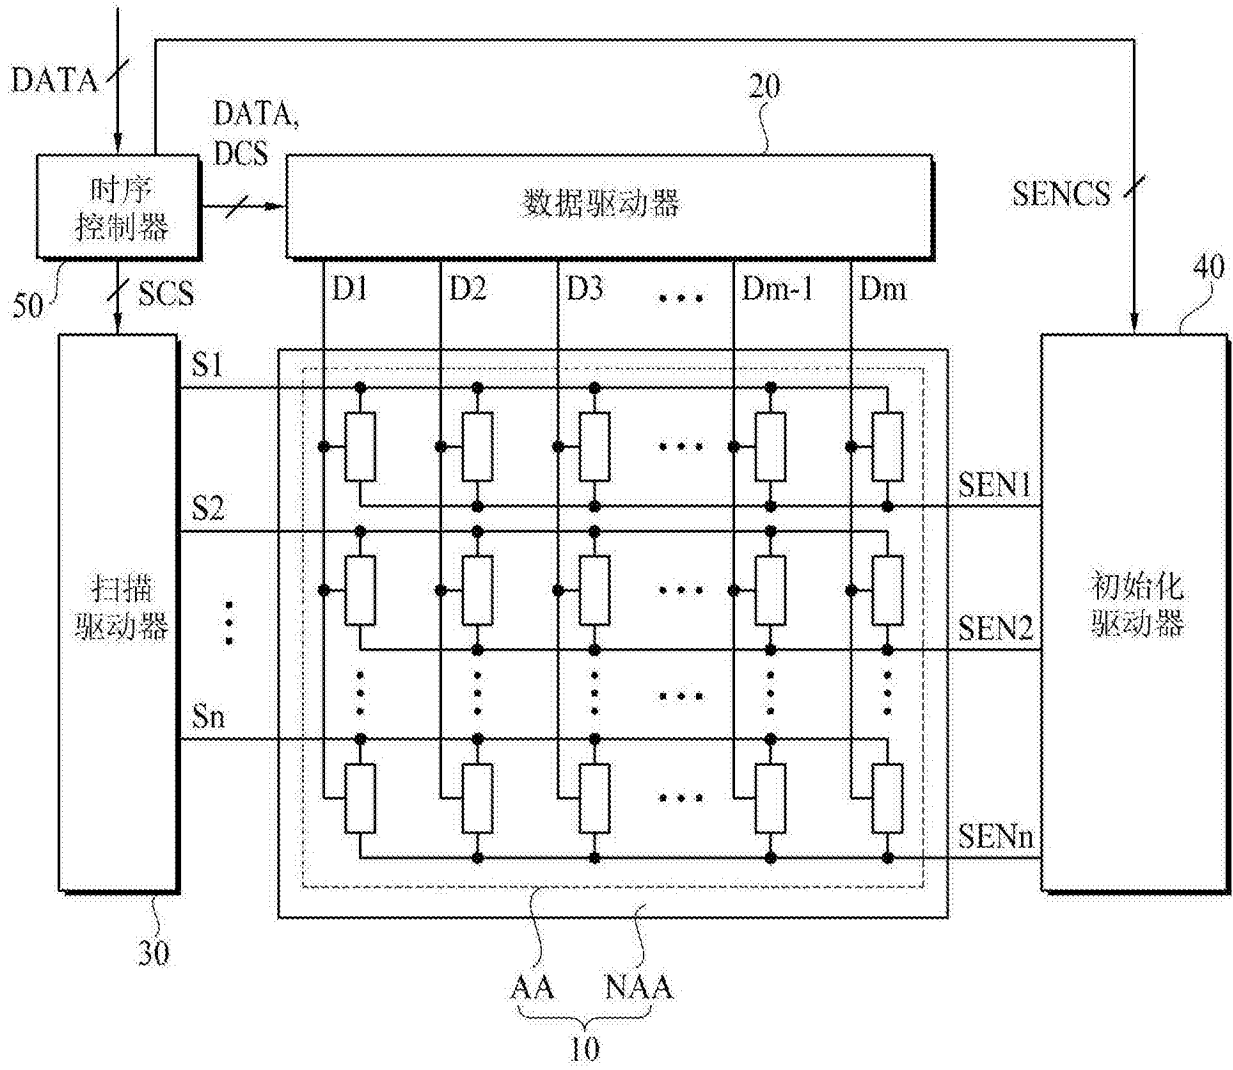 DATA
DATA,
DCS
20
SENCS
时序
控制器
数据驱动器
50
SCS
D1 D2 D3 ··· Dm-1 Dm
40
S1
SEN1
S2
SEN2
扫描
驱动器
初始化
驱动器
Sn
SENn
30
AA NAA
10